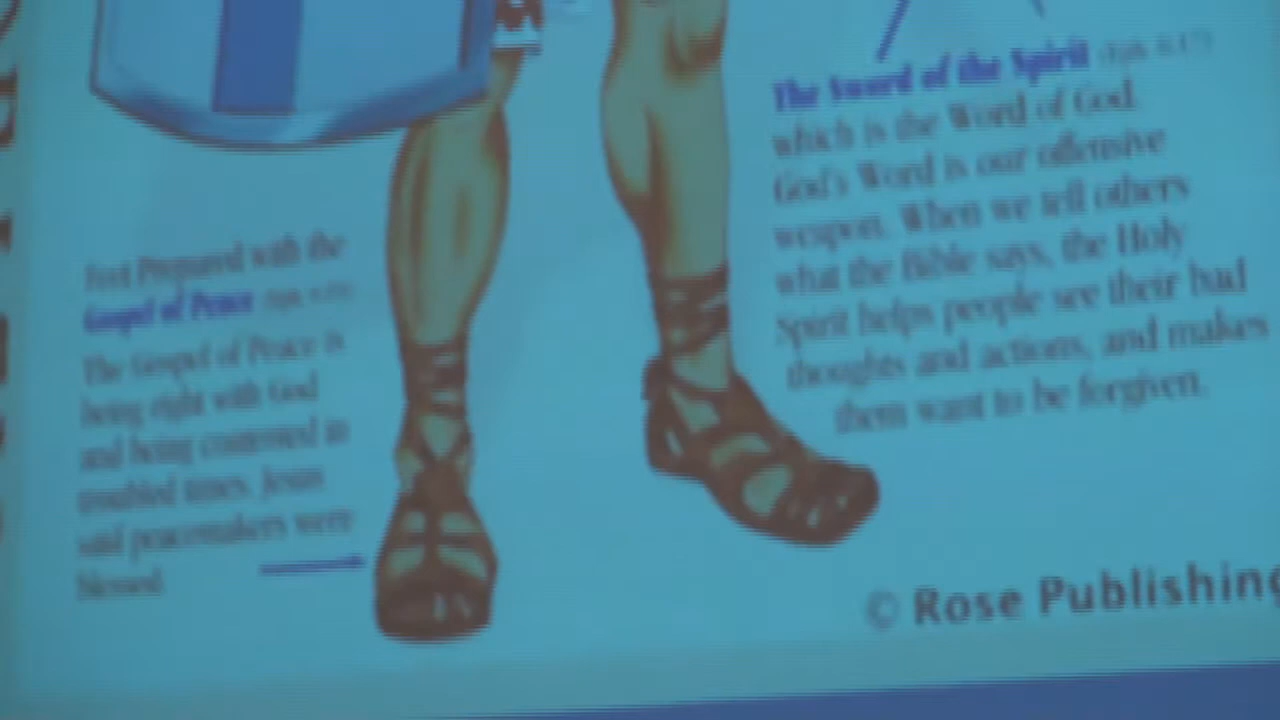 Feet Prepared with the
Gospel of Peace
The Gospel of Peace is
being right with God
and being contented in
troubled times. Jesus
said peacemakers were
blessed.
The Sword of the Spirit (Eph. 6:17)
which is the Word of God.
God's Word is our offensive
weapon. When we tell others
what the Bible says, the Holy
Spirit helps people see their bad
thoughts and actions, and makes
them want to be forgiven.
© Rose Publishing